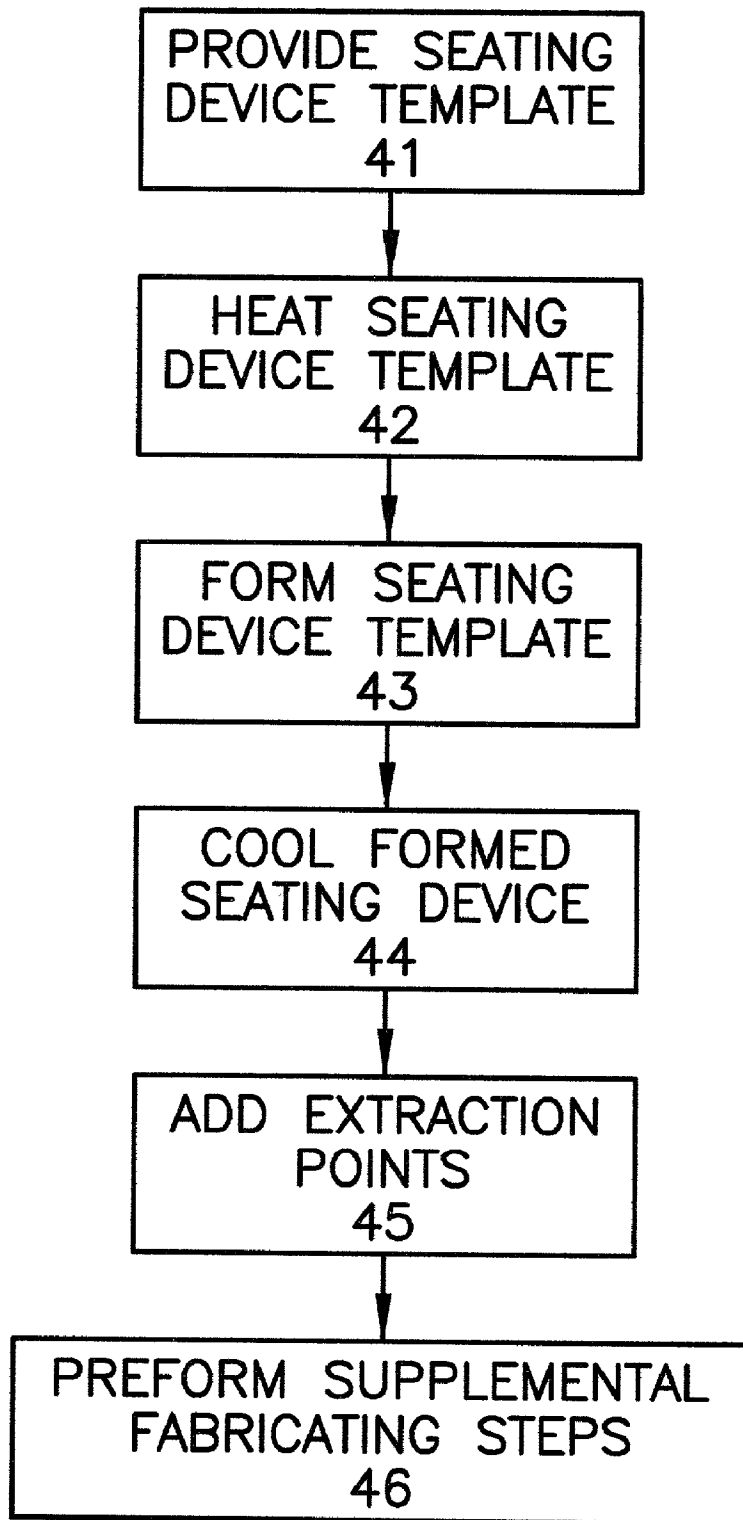 PROVIDE SEATING
DEVICE TEMPLATE
41
HEAT SEATING
DEVICE TEMPLATE
42
FORM SEATING
DEVICE TEMPLATE
43
COOL FORMED
SEATING DEVICE
44
ADD EXTRACTION
POINTS
45
PREFORM SUPPLEMENTAL
FABRICATING STEPS
46